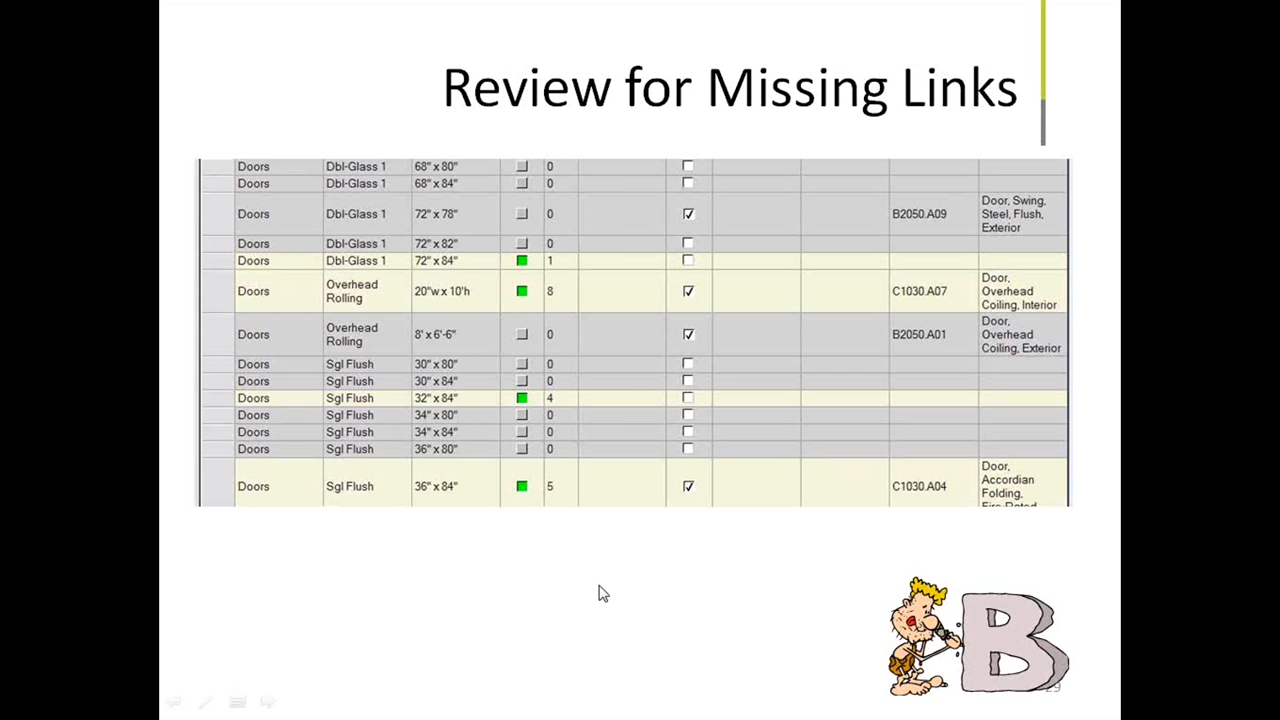 Review for Missing Links
Doors Dbl-Glass 1 68" x 80" 0
Doors Dbl-Glass 1 68" x 84" 0
Doors Dbl-Glass 1 72" x 78" 0 B2050.A09 Door, Swing,
Steel, Flush,
Exterior
Doors Dbl-Glass 1 72" x 82" 0
Doors Dbl-Glass 1 72" x 84" 1
Doors Overhead
Rolling 20"w x 10'h 8 C1030.A07 Door,
Overhead
Coiling, Interior
Doors Overhead
Rolling 8' x 6'-6" 0 B2050.A01 Door,
Overhead
Coiling, Exterior
Doors Sgl Flush 30" x 80" 0
Doors Sgl Flush 30" x 84" 0
Doors Sgl Flush 32" x 84" 4
Doors Sgl Flush 34" x 80" 0
Doors Sgl Flush 34" x 84" 0
Doors Sgl Flush 36" x 80" 0
Doors Sgl Flush 36" x 84" 5 C1030.A04 Door,
Accordian
Folding,
Fire-Rated
B
29